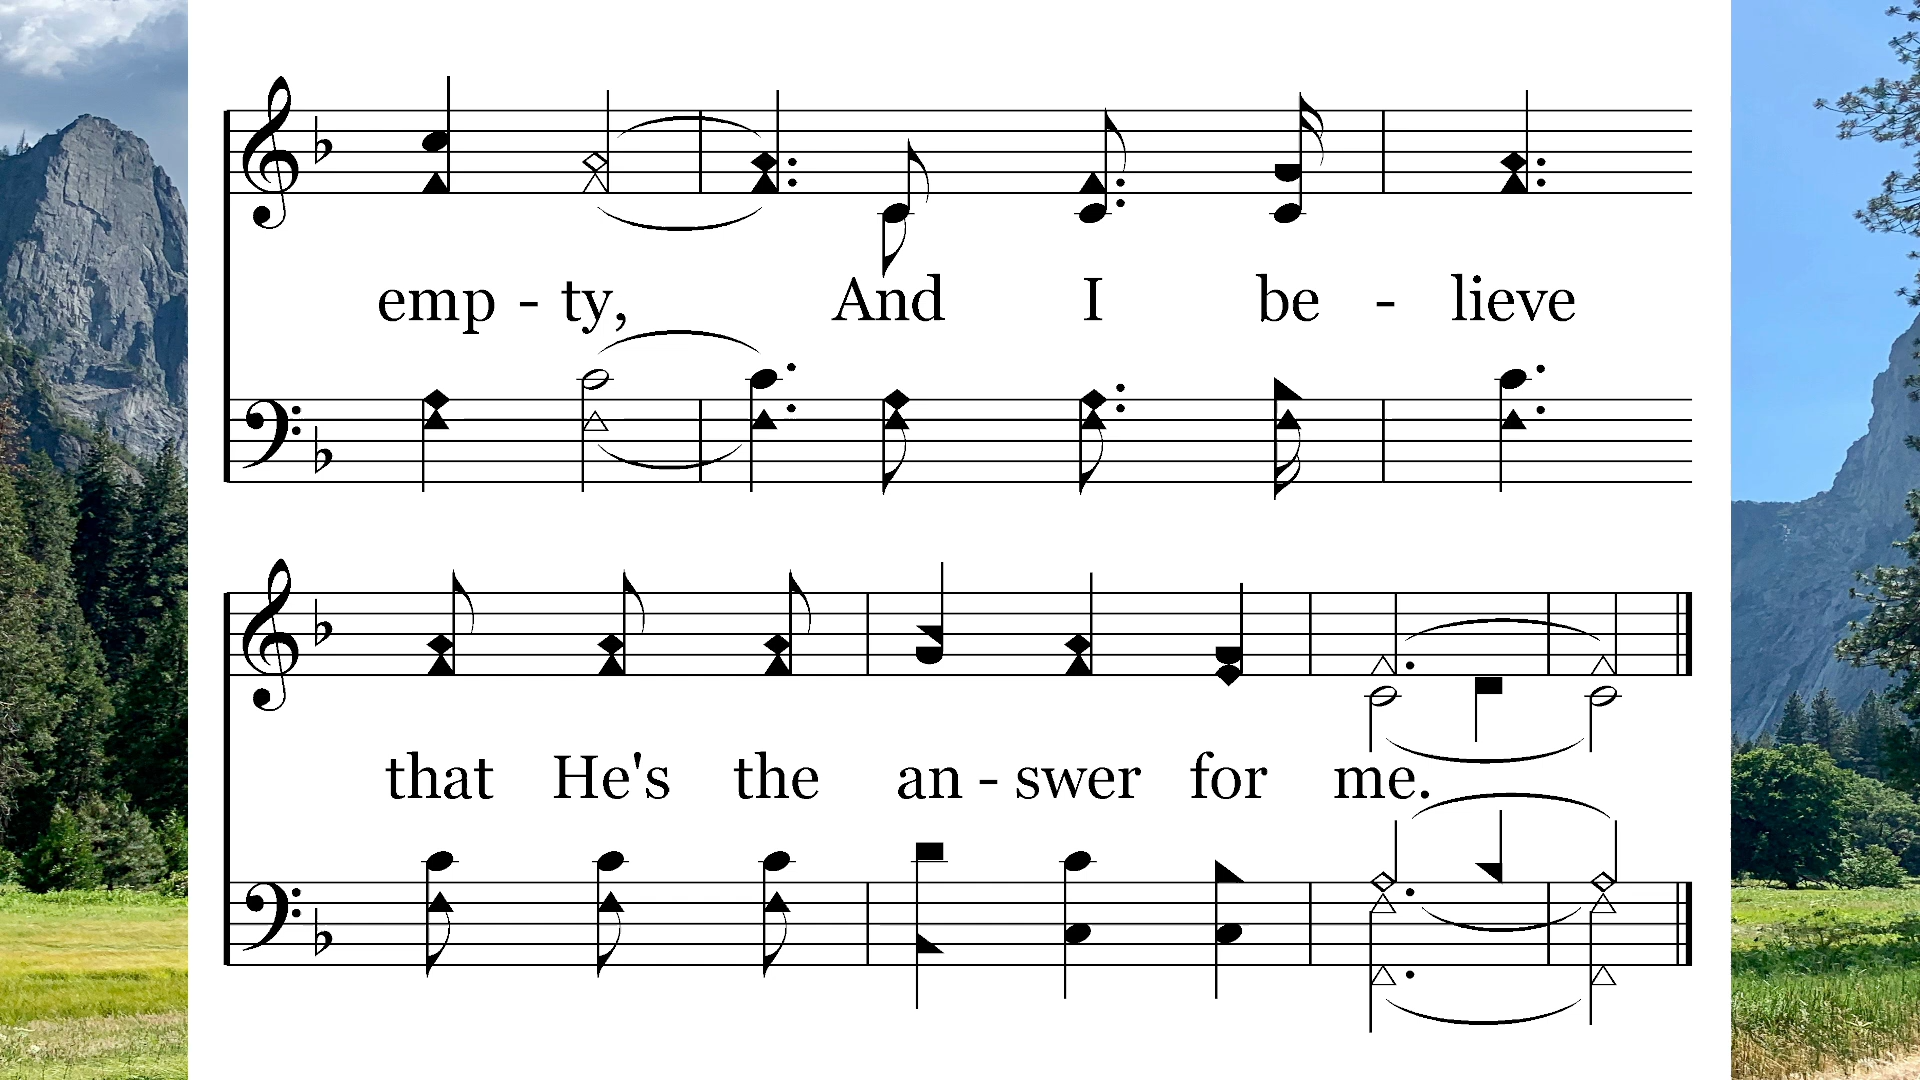 emp - ty, And I be - lieve
that He's the an - swer for me.